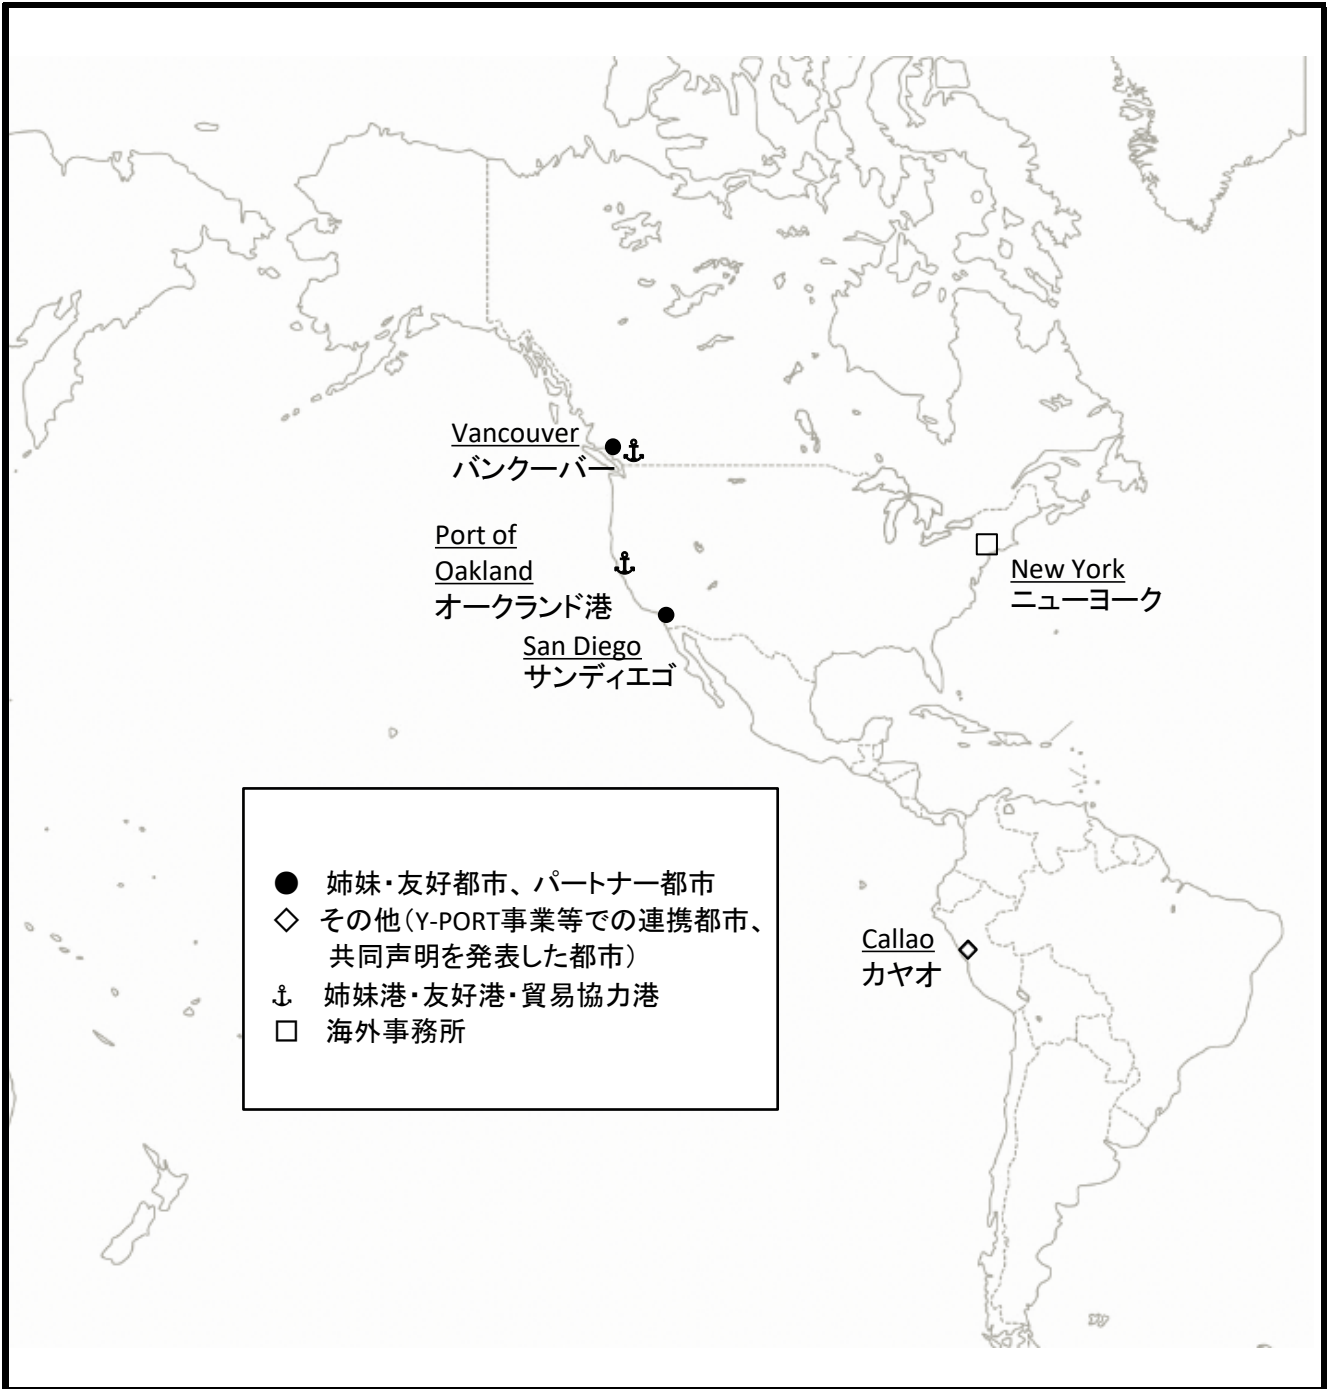 Vancouver
バンクーバー
Port of
Oakland
オークランド港
San Diego
サンディエゴ
New York
ニューヨーク
● 姉妹・友好都市、パートナー都市
◇ その他（Y-PORT事業等での連携都市、
共同声明を発表した都市）
⚓ 姉妹港・友好港・貿易協力港
□ 海外事務所
Callao
カヤオ